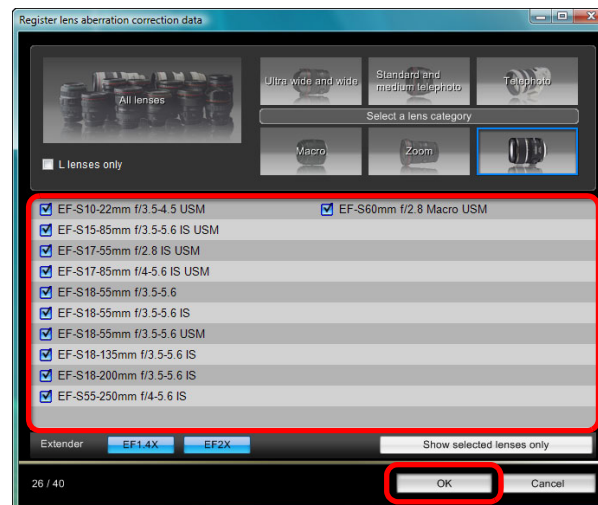 Register lens aberration correction data
All lenses
Ultra wide and wide
Standard and
medium telephoto
Telephoto
Select a lens category
Macro
Zoom
L lenses only
EF-S10-22mm f/3.5-4.5 USM
EF-S60mm f/2.8 Macro USM
EF-S15-85mm f/3.5-5.6 IS USM
EF-S17-55mm f/2.8 IS USM
EF-S17-85mm f/4-5.6 IS USM
EF-S18-55mm f/3.5-5.6
EF-S18-55mm f/3.5-5.6 IS
EF-S18-55mm f/3.5-5.6 USM
EF-S18-135mm f/3.5-5.6 IS
EF-S18-200mm f/3.5-5.6 IS
EF-S55-250mm f/4-5.6 IS
Extender EF1.4X EF2X Show selected lenses only
26 / 40 OK Cancel